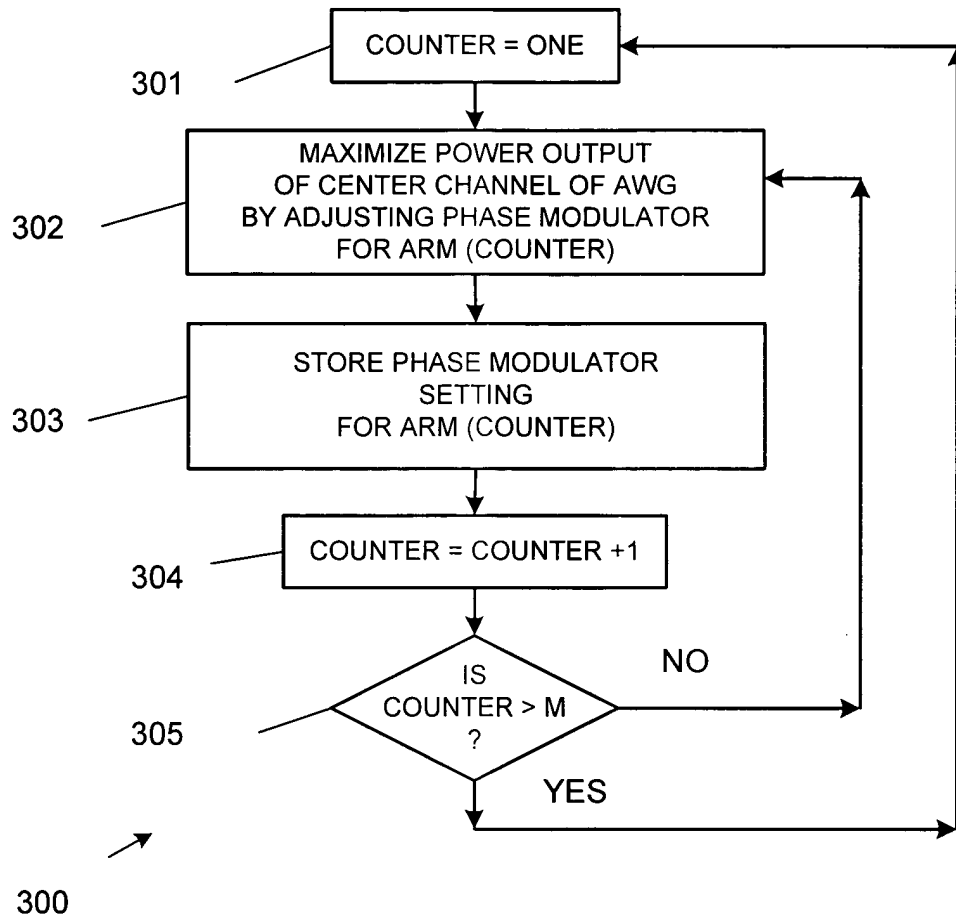 COUNTER = ONE
301
MAXIMIZE POWER OUTPUT
OF CENTER CHANNEL OF AWG
BY ADJUSTING PHASE MODULATOR
FOR ARM (COUNTER)
302
STORE PHASE MODULATOR
SETTING
FOR ARM (COUNTER)
303
COUNTER = COUNTER +1
304
IS
COUNTER > M
?
NO
305
YES
300